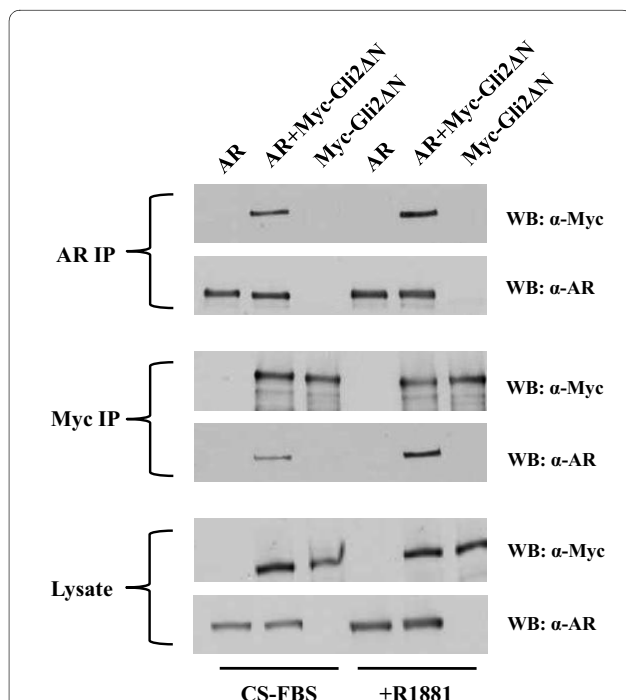 AR
AR+Myc-Gli2ΔN
Myc-Gli2ΔN
AR
AR+Myc-Gli2ΔN
Myc-Gli2ΔN
AR IP
WB: α-Myc
WB: α-AR
Myc IP
WB: α-Myc
WB: α-AR
Lysate
WB: α-Myc
WB: α-AR
CS-FBS
+R1881